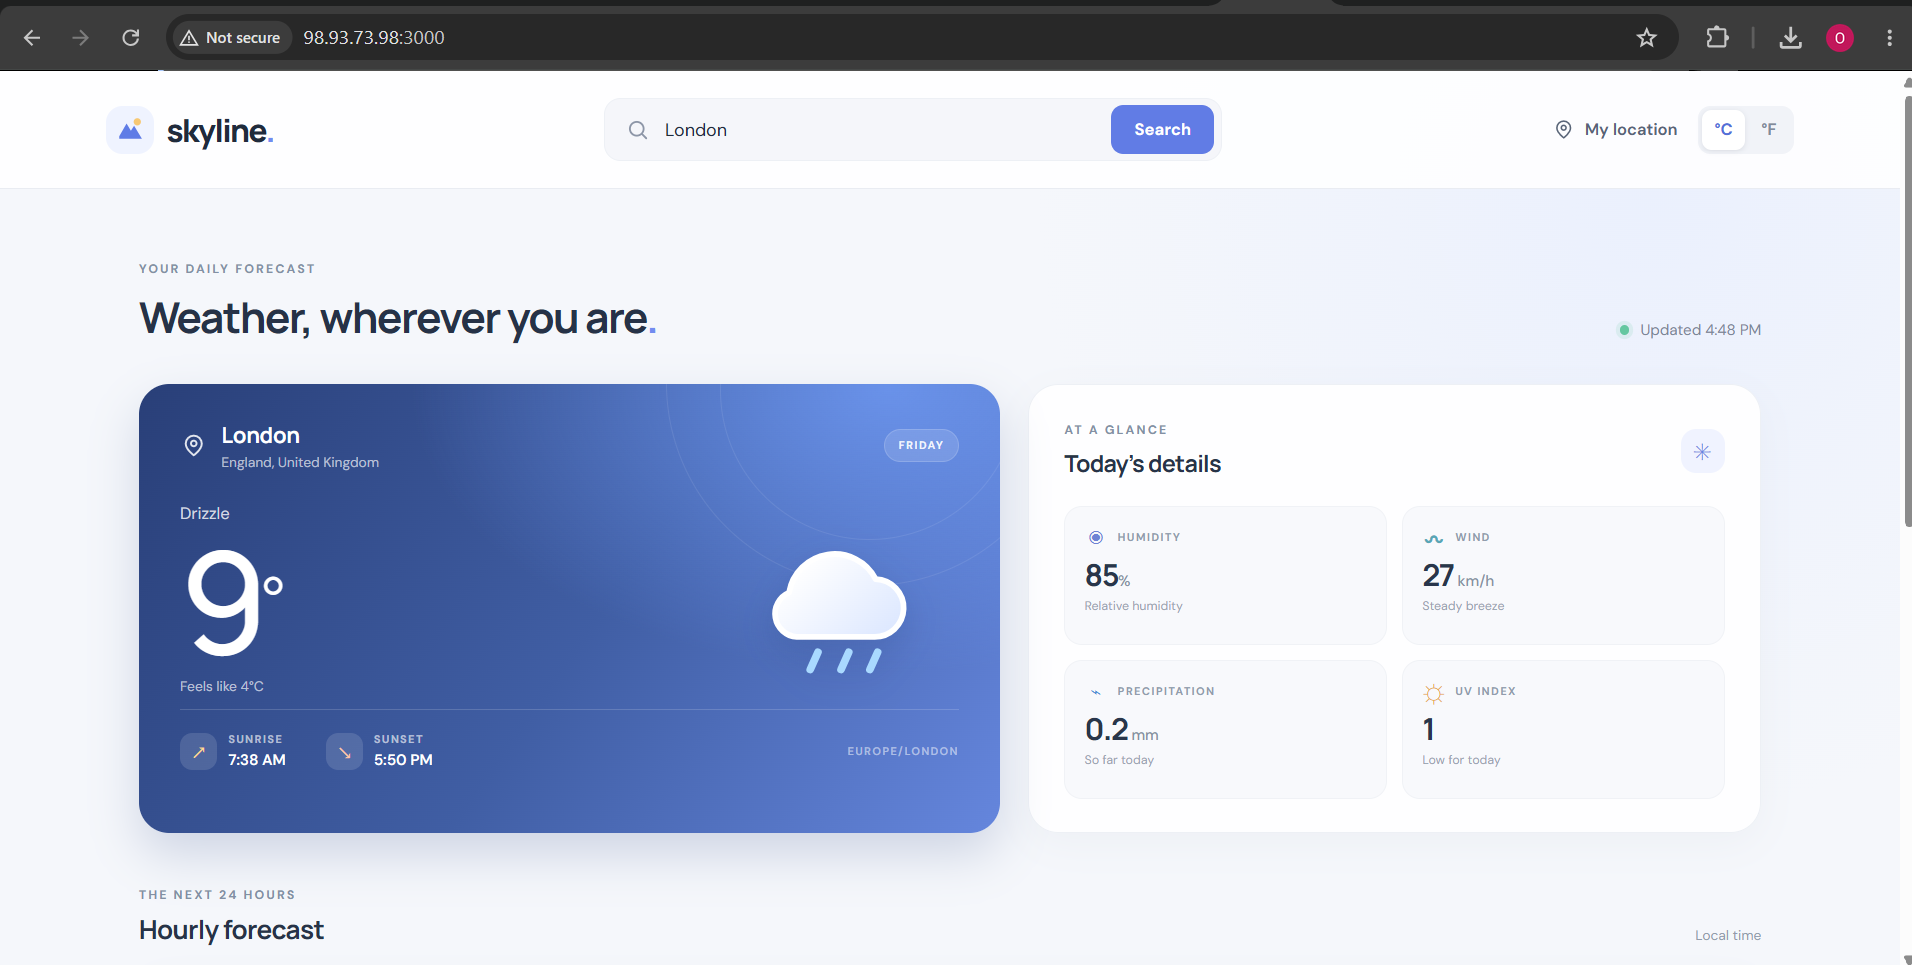 Not secure
98.93.73.98:3000
O
skyline.
London
Search
My location
°C
°F
YOUR DAILY FORECAST
Weather, wherever you are.
Updated 4:48 PM
London
England, United Kingdom
FRIDAY
Drizzle
9°
Feels like 4°C
SUNRISE
7:38 AM
SUNSET
5:50 PM
EUROPE/LONDON
AT A GLANCE
Today's details
HUMIDITY
85%
Relative humidity
WIND
27 km/h
Steady breeze
PRECIPITATION
0.2 mm
So far today
UV INDEX
1
Low for today
THE NEXT 24 HOURS
Hourly forecast
Local time